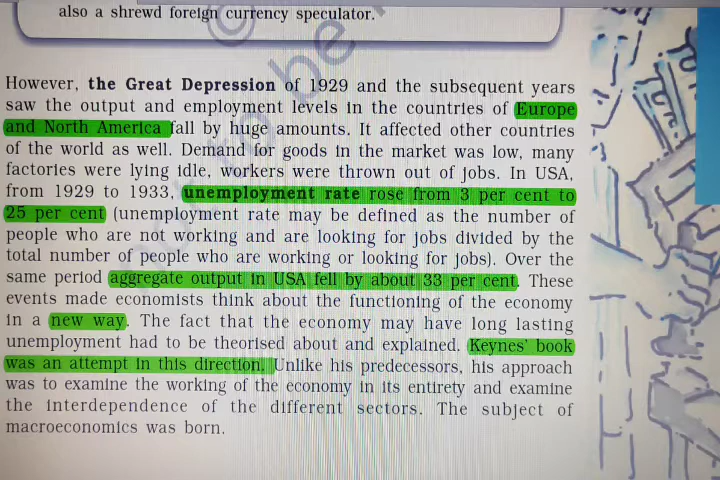 also a shrewd foreign currency speculator.
However, the Great Depression of 1929 and the subsequent years
saw the output and employment levels in the countries of Europe
and North America fall by huge amounts. It affected other countries
of the world as well. Demand for goods in the market was low, many
factories were lying idle, workers were thrown out of jobs. In USA,
from 1929 to 1933, unemployment rate rose from 3 per cent to
25 per cent (unemployment rate may be defined as the number of
people who are not working and are looking for jobs divided by the
total number of people who are working or looking for jobs). Over the
same period aggregate output in USA fell by about 33 per cent. These
events made economists think about the functioning of the economy
in a new way. The fact that the economy may have long lasting
unemployment had to be theorised about and explained. Keynes' book
was an attempt in this direction. Unlike his predecessors, his approach
was to examine the working of the economy in its entirety and examine
the interdependence of the different sectors. The subject of
macroeconomics was born.